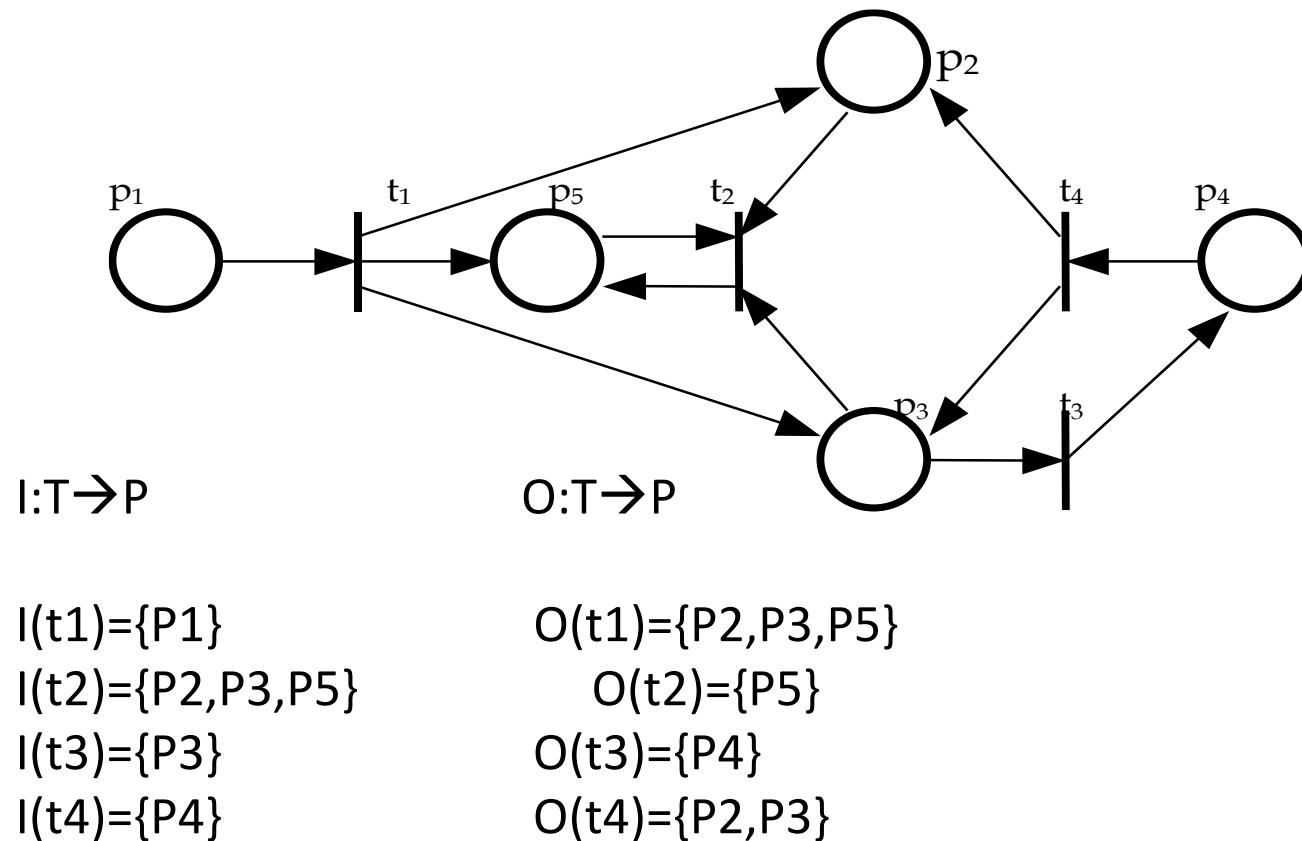 p2
p1 t1 p5 t2 t4 p4
p3 t3
I:T→P O:T→P
I(t1)={P1} O(t1)={P2,P3,P5}
I(t2)={P2,P3,P5} O(t2)={P5}
I(t3)={P3} O(t3)={P4}
I(t4)={P4} O(t4)={P2,P3}